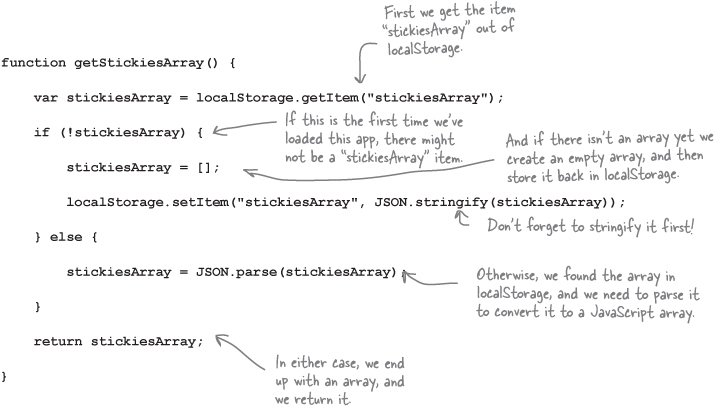 First we get the item
"stickiesArray" out of
localStorage.
function getStickiesArray() {
var stickiesArray = localStorage.getItem("stickiesArray");
if (!stickiesArray) {
If this is the first time we've
loaded this app, there might
not be a "stickiesArray" item.
stickiesArray = [];
And if there isn't an array yet we
create an empty array, and then
store it back in localStorage.
localStorage.setItem("stickiesArray", JSON.stringify(stickiesArray));
Don't forget to stringify it first!
} else {
stickiesArray = JSON.parse(stickiesArray)
Otherwise, we found the array in
localStorage, and we need to parse it
to convert it to a JavaScript array.
}
return stickiesArray;
In either case, we end
up with an array, and
we return it.
}